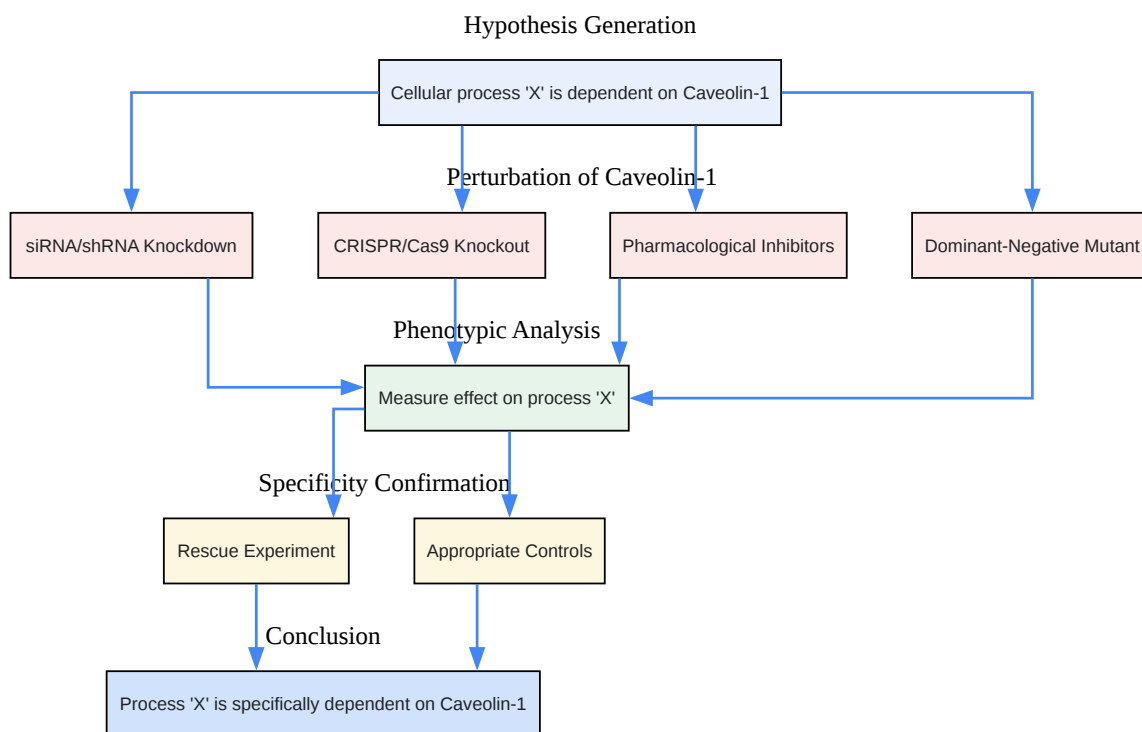 Hypothesis Generation
Cellular process 'X' is dependent on Caveolin-1
Perturbation of Caveolin-1
siRNA/shRNA Knockdown
CRISPR/Cas9 Knockout
Pharmacological Inhibitors
Dominant-Negative Mutant
Phenotypic Analysis
Measure effect on process 'X'
Specificity Confirmation
Rescue Experiment
Appropriate Controls
Conclusion
Process 'X' is specifically dependent on Caveolin-1